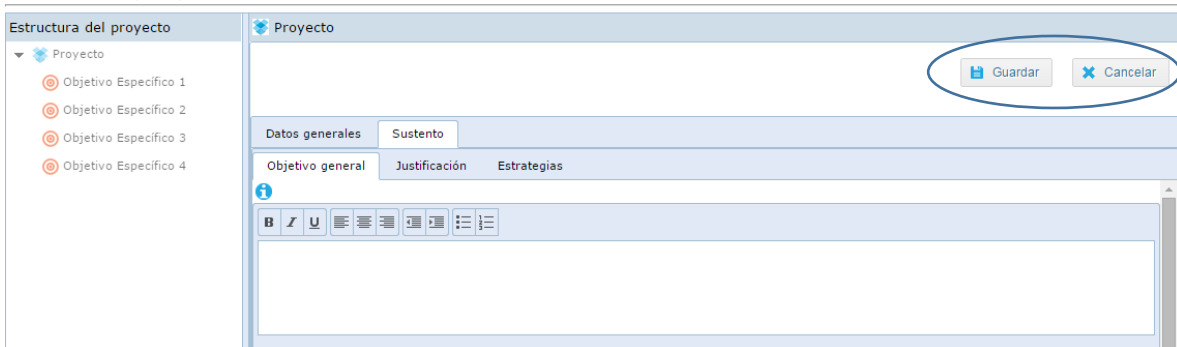 Estructura del proyecto
Proyecto
Objetivo Específico 1
Objetivo Específico 2
Objetivo Específico 3
Objetivo Específico 4
Proyecto
Guardar Cancelar
Datos generales Sustento
Objetivo general Justificación Estrategias
B I U